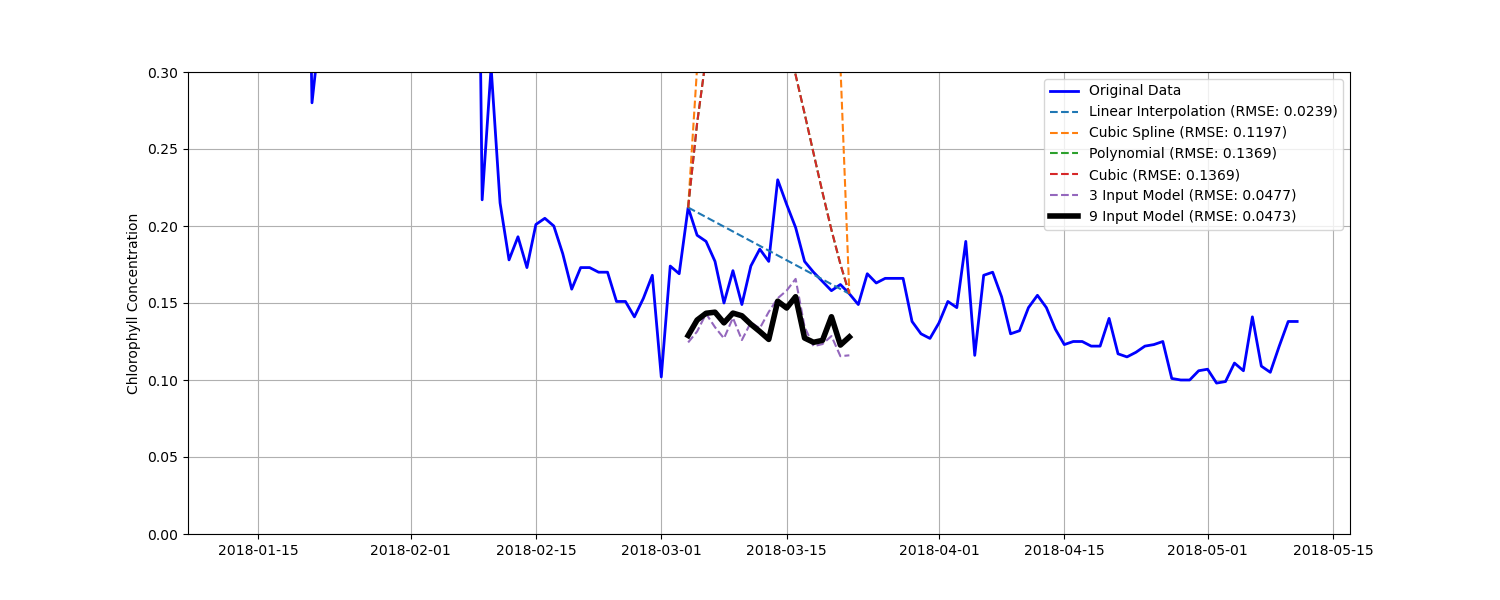 0.30
0.25
0.20
0.15
0.10
0.05
0.00
Chlorophyll Concentration
Original Data
Linear Interpolation (RMSE: 0.0239)
Cubic Spline (RMSE: 0.1197)
Polynomial (RMSE: 0.1369)
Cubic (RMSE: 0.1369)
3 Input Model (RMSE: 0.0477)
9 Input Model (RMSE: 0.0473)
2018-01-15 2018-02-01 2018-02-15 2018-03-01 2018-03-15 2018-04-01 2018-04-15 2018-05-01 2018-05-15